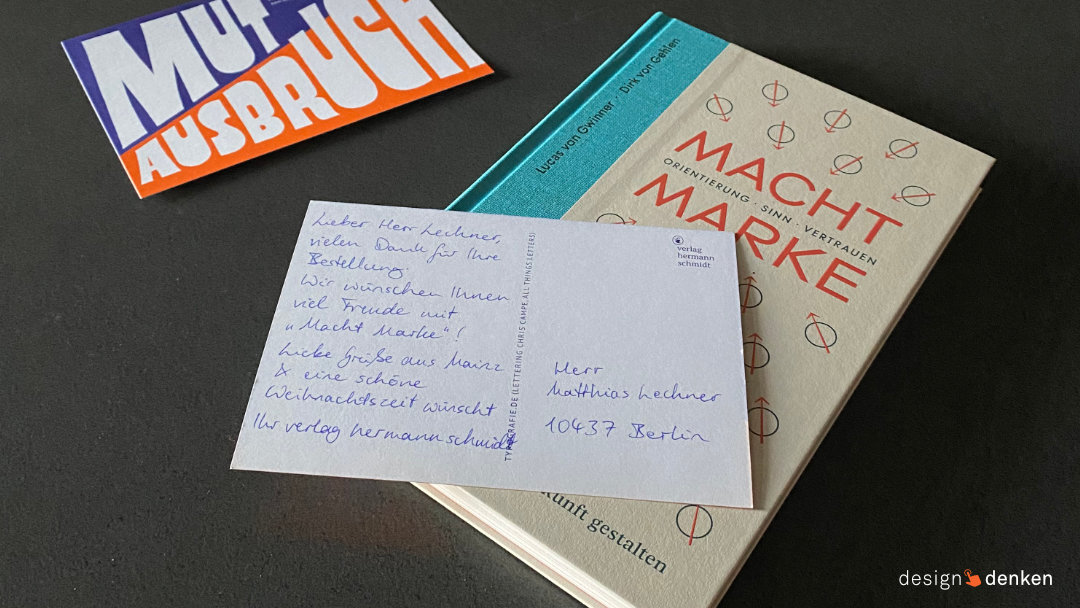 MUT
AUSBRUCH
Lucas von Gwinner / Dirk von Gehlen
MACHT
ORIENTIERUNG · SINN · VERTRAUEN
MARKE
kunft gestalten
Lieber Herr Lechner,
vielen Dank für Ihre
Bestellung.
Wir wünschen Ihnen
viel Freude mit
„Macht Marke"!
Liebe Grüße aus Mainz
& eine schöne
Weihnachtszeit wünscht
Ihr verlag hermann schmidt
TYPOGRAFIE.DE (LETTERING CHRIS CAMPE, ALL THINGS LETTERS)
verlag
hermann
schmidt
Herr
Matthias Lechner
10437 Berlin
design denken